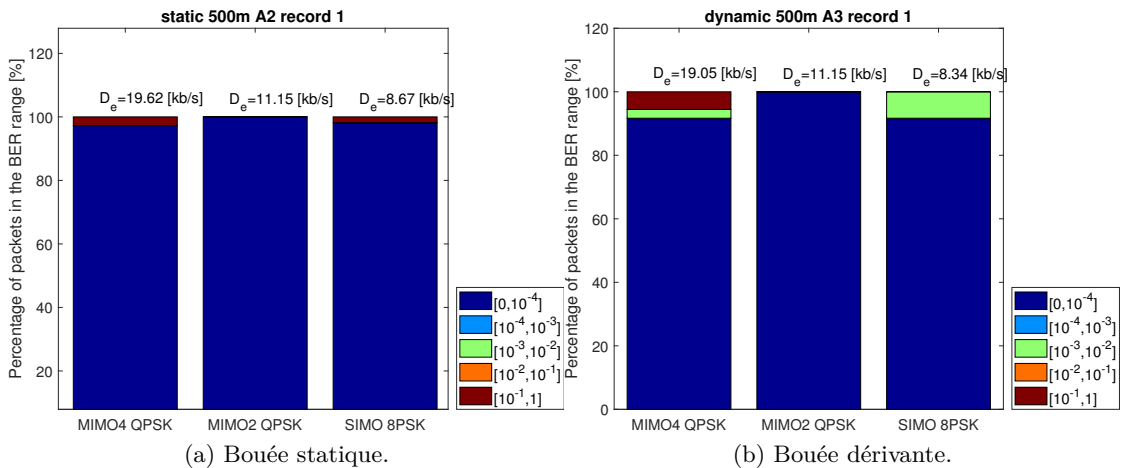 static 500m A2 record 1
Percentage of packets in the BER range [%]
120
100
80
60
40
20
D_e=19.62 [kb/s]
D_e=11.15 [kb/s]
D_e=8.67 [kb/s]
MIMO4 QPSK
MIMO2 QPSK
SIMO 8PSK
[0,10^-4]
[10^-4,10^-3]
[10^-3,10^-2]
[10^-2,10^-1]
[10^-1,1]
(a) Bouée statique.
dynamic 500m A3 record 1
Percentage of packets in the BER range [%]
120
100
80
60
40
20
0
D_e=19.05 [kb/s]
D_e=11.15 [kb/s]
D_e=8.34 [kb/s]
MIMO4 QPSK
MIMO2 QPSK
SIMO 8PSK
[0,10^-4]
[10^-4,10^-3]
[10^-3,10^-2]
[10^-2,10^-1]
[10^-1,1]
(b) Bouée dérivante.